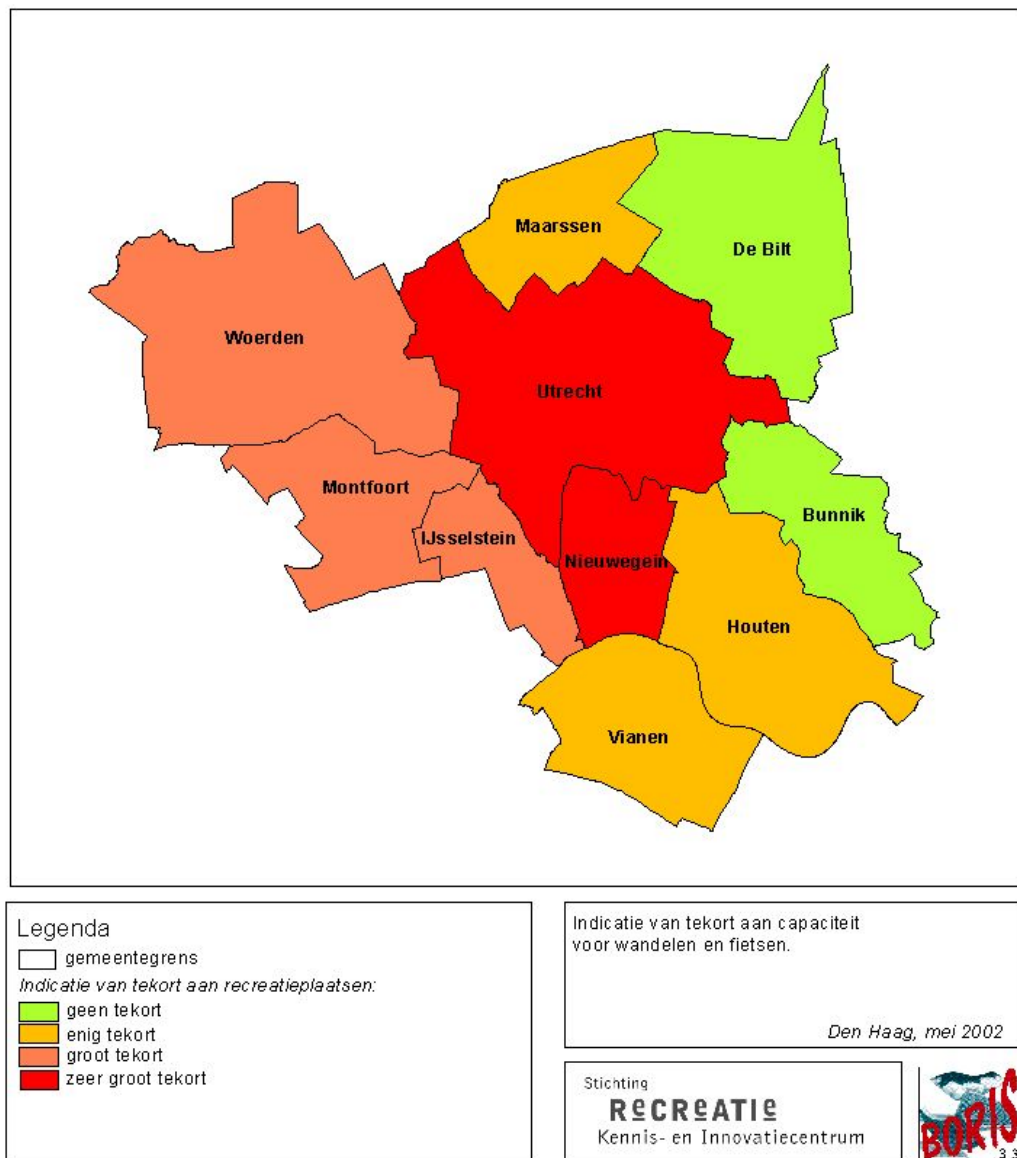 Maarssen
De Bilt
Woerden
Utrecht
Montfoort
Bunnik
IJsselstein
Nieuwegein
Houten
Vianen
Legenda
gemeentegrens
Indicatie van tekort aan recreatieplaatsen:
geen tekort
enig tekort
groot tekort
zeer groot tekort
Indicatie van tekort aan capaciteit
voor wandelen en fietsen.
Den Haag, mei 2002
Stichting
ReCReATIe
Kennis- en Innovatiecentrum
BORIS
3.3